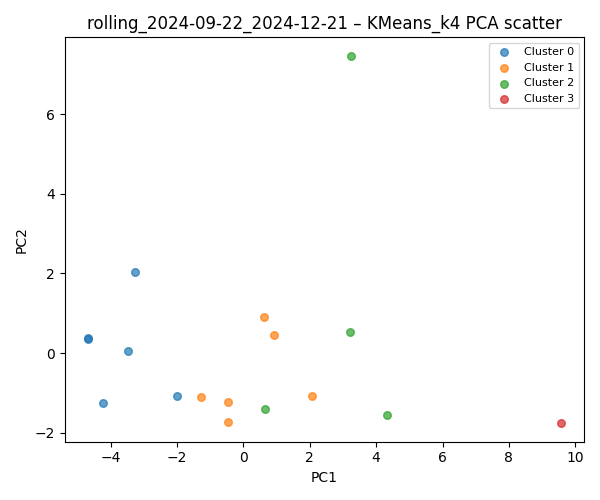 rolling_2024-09-22_2024-12-21 – KMeans_k4 PCA scatter
Cluster 0
Cluster 1
Cluster 2
Cluster 3
PC2
6
4
2
0
−2
−4
−2
0
2
4
6
8
10
PC1